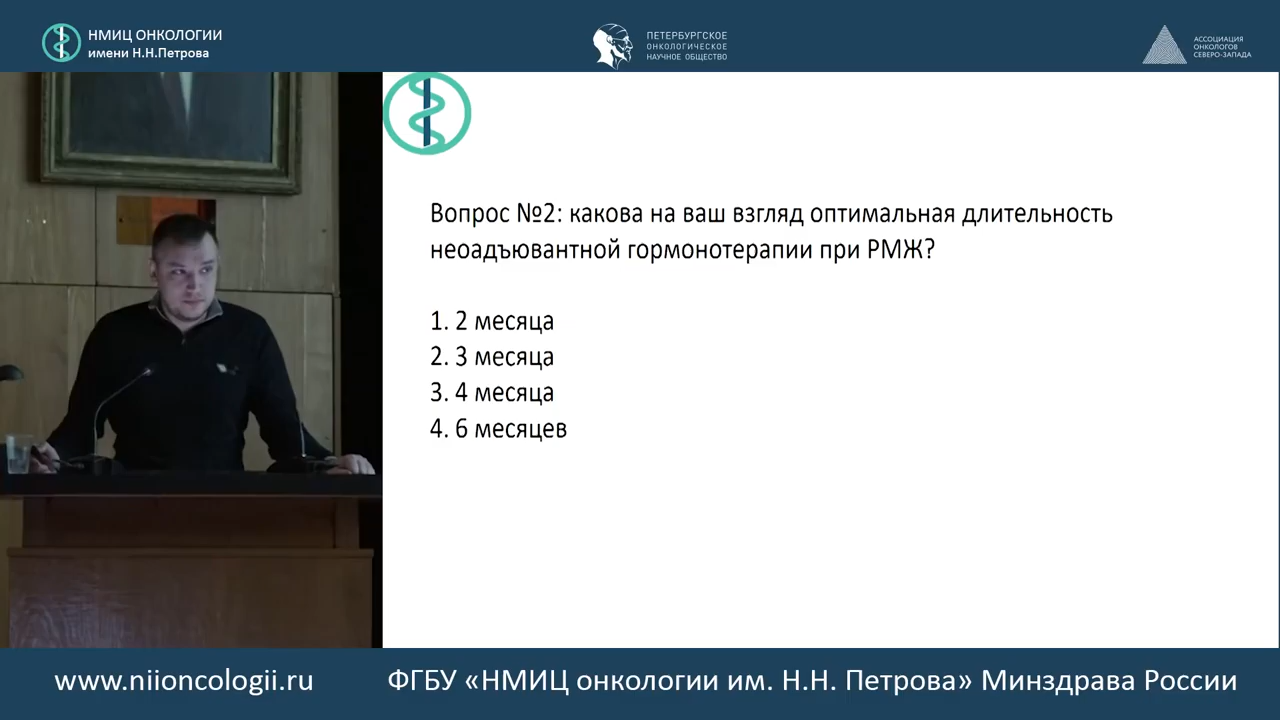 НМИЦ ОНКОЛОГИИ
имени Н.Н.Петрова
ПЕТЕРБУРГСКОЕ
ОНКОЛОГИЧЕСКОЕ
НАУЧНОЕ ОБЩЕСТВО
АССОЦИАЦИЯ
ОНКОЛОГОВ
СЕВЕРО-ЗАПАДА
Вопрос №2: какова на ваш взгляд оптимальная длительность
неоадъювантной гормонотерапии при РМЖ?
1. 2 месяца
2. 3 месяца
3. 4 месяца
4. 6 месяцев
www.niioncologii.ru
ФГБУ «НМИЦ онкологии им. Н.Н. Петрова» Минздрава России